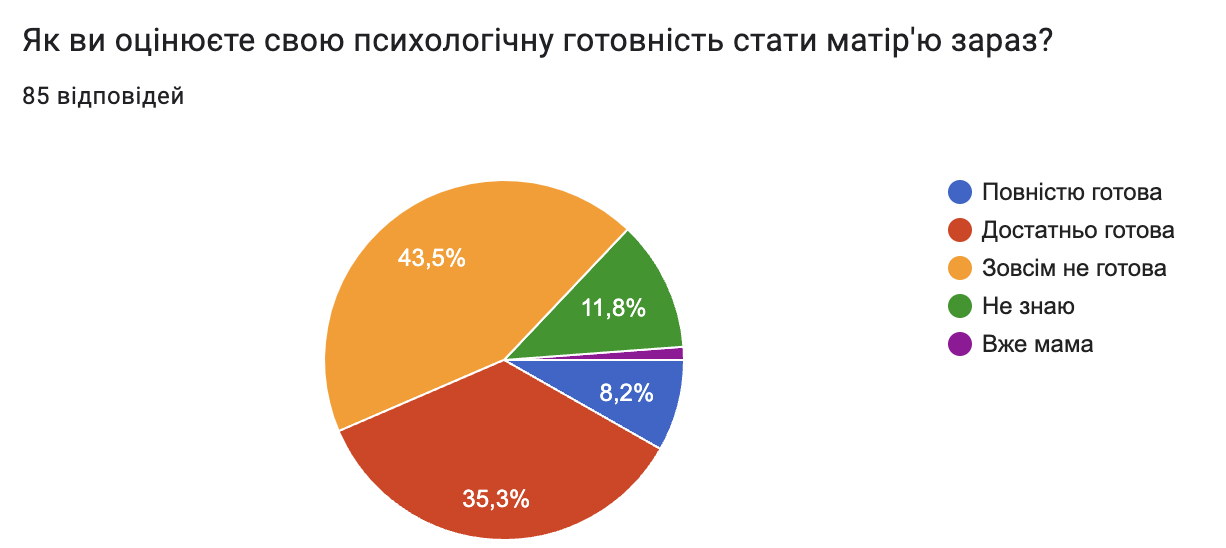 Як ви оцінюєте свою психологічну готовність стати матір'ю зараз?
85 відповідей
Повністю готова
Достатньо готова
Зовсім не готова
Не знаю
Вже мама
43,5%
11,8%
8,2%
35,3%